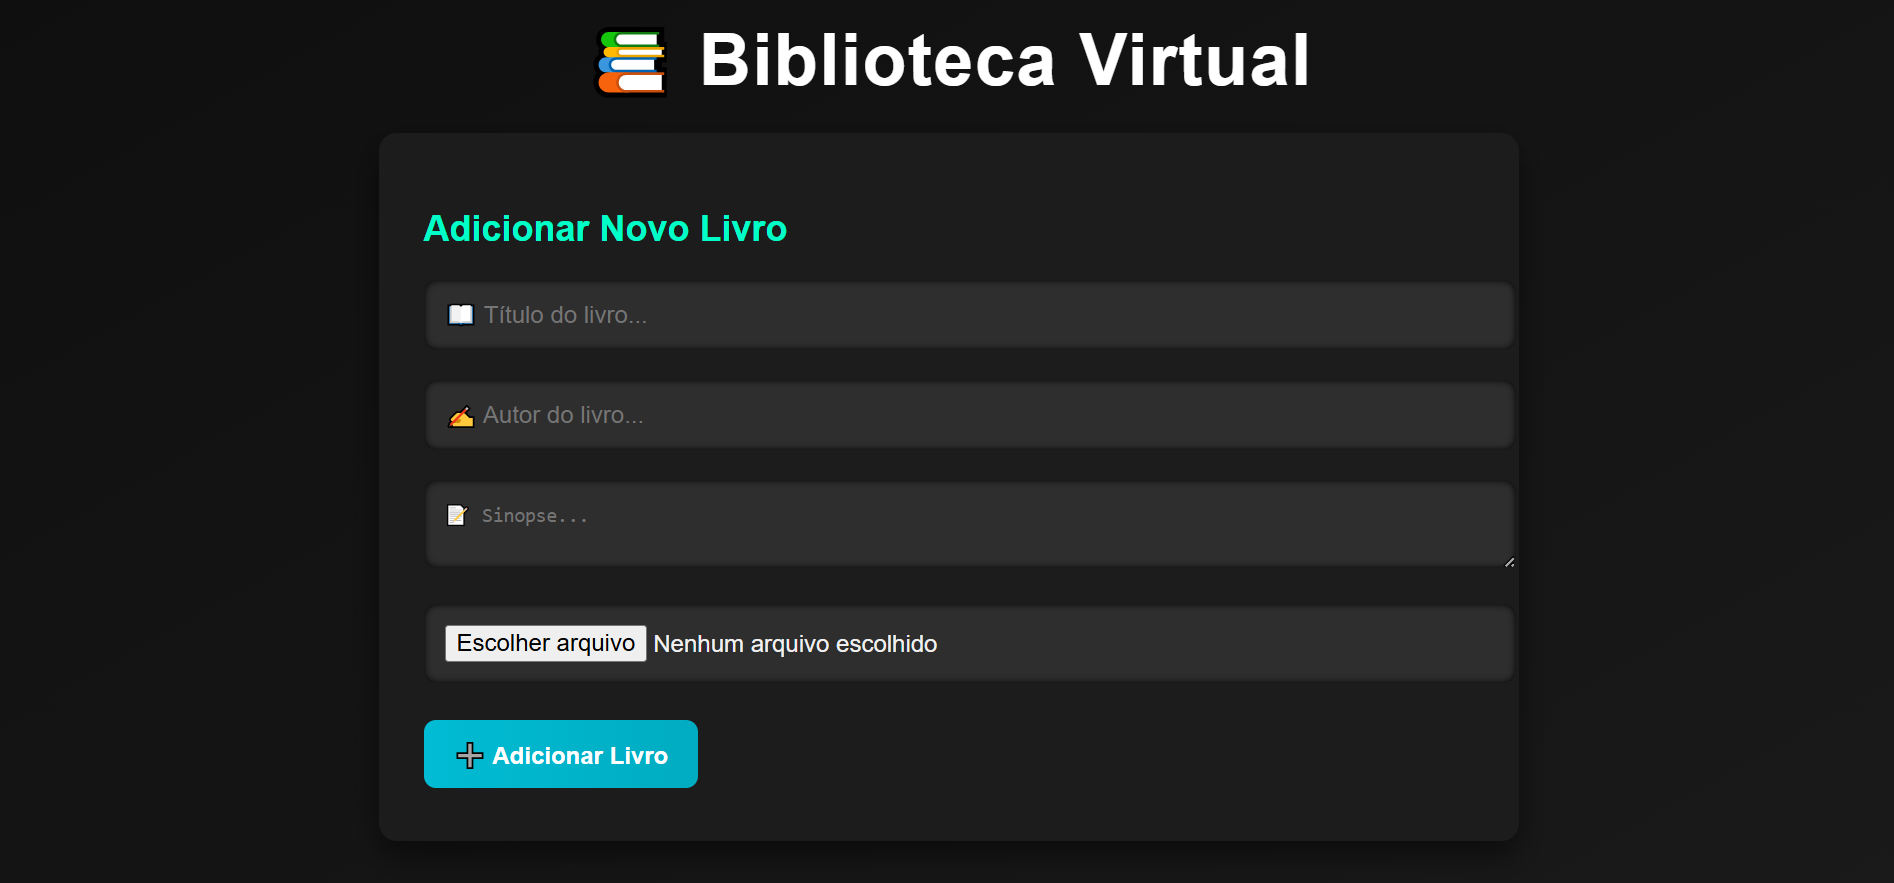 📚 Biblioteca Virtual
Adicionar Novo Livro
📖 Título do livro...
✍️ Autor do livro...
📝 Sinopse...
Escolher arquivo Nenhum arquivo escolhido
➕ Adicionar Livro